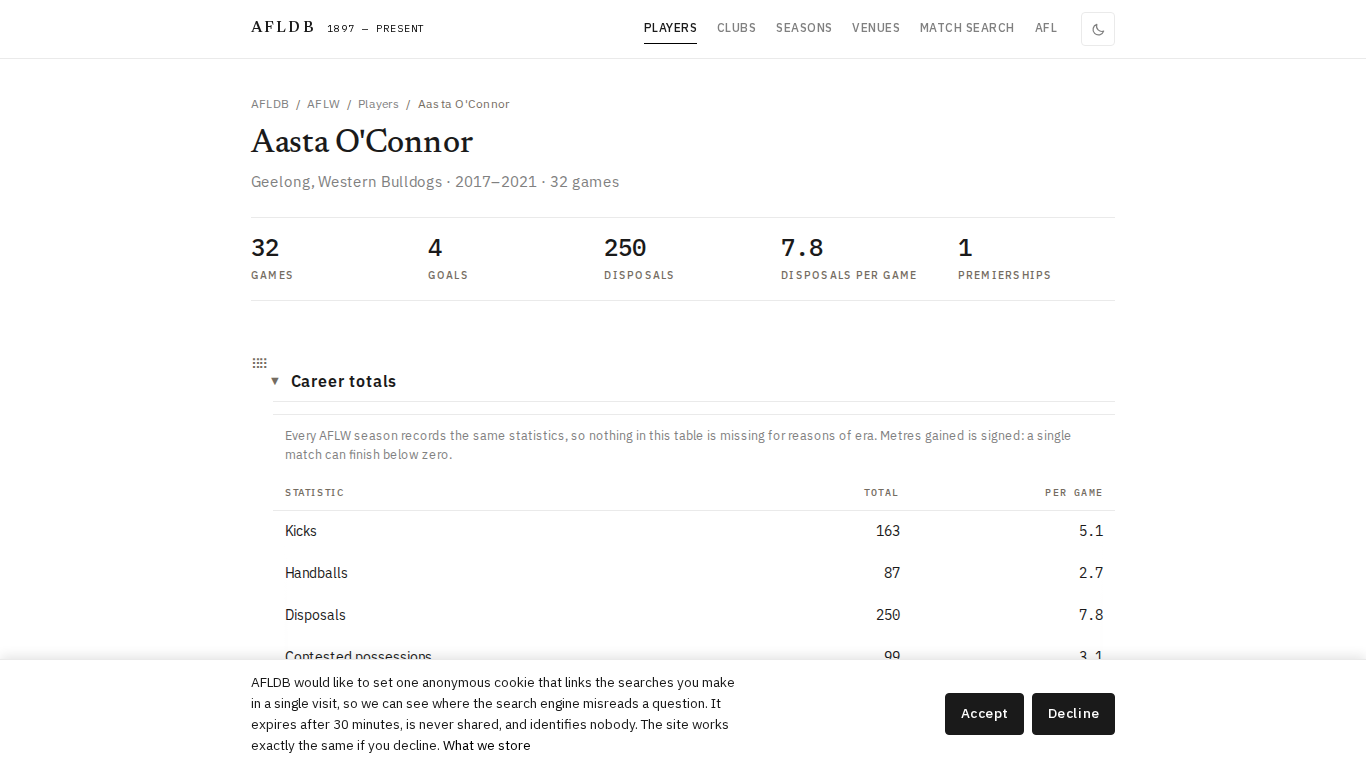 AFLDB 1897 — PRESENT
PLAYERS CLUBS SEASONS VENUES MATCH SEARCH AFL
AFLDB / AFLW / Players / Aasta O'Connor
Aasta O'Connor
Geelong, Western Bulldogs · 2017–2021 · 32 games
32 4 250 7.8 1
GAMES GOALS DISPOSALS DISPOSALS PER GAME PREMIERSHIPS
▼ Career totals
Every AFLW season records the same statistics, so nothing in this table is missing for reasons of era. Metres gained is signed: a single
match can finish below zero.
STATISTIC TOTAL PER GAME
Kicks 163 5.1
Handballs 87 2.7
Disposals 250 7.8
Contested possessions 99 3.1
AFLDB would like to set one anonymous cookie that links the searches you make
in a single visit, so we can see where the search engine misreads a question. It
expires after 30 minutes, is never shared, and identifies nobody. The site works
exactly the same if you decline. What we store
Accept Decline